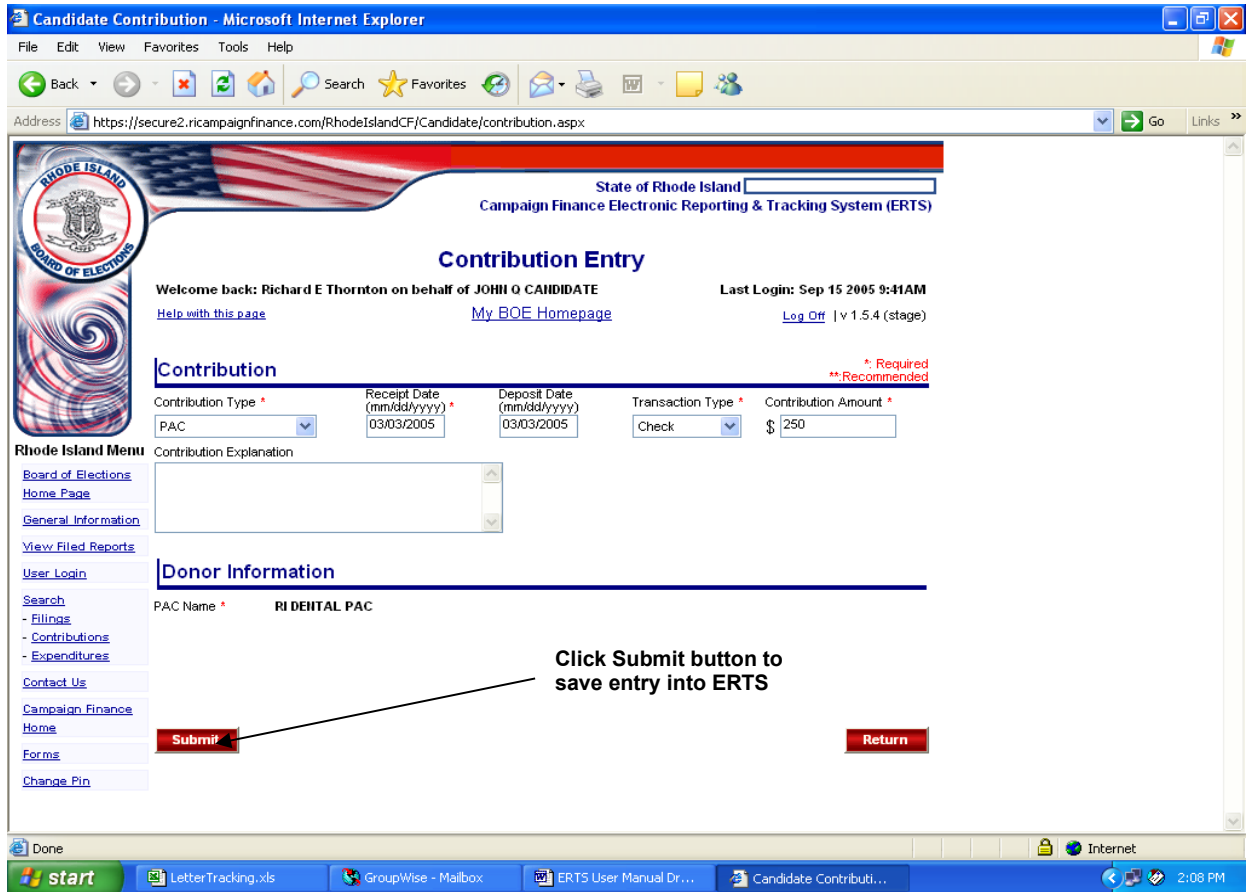 Candidate Contribution - Microsoft Internet Explorer
File Edit View Favorites Tools Help
Back Search Favorites
Address https://secure2.ricampaignfinance.com/RhodeIslandCF/Candidate/contribution.aspx Go Links »
RHODE ISLAND
BOARD OF ELECTIONS
State of Rhode Island
Campaign Finance Electronic Reporting & Tracking System (ERTS)
Contribution Entry
Welcome back: Richard E Thornton on behalf of JOHN Q CANDIDATE Last Login: Sep 15 2005 9:41AM
Help with this page My BOE Homepage Log Off | v 1.5.4 (stage)
Contribution
*: Required
**:Recommended
Contribution Type * Receipt Date (mm/dd/yyyy) * Deposit Date (mm/dd/yyyy) Transaction Type * Contribution Amount *
PAC 03/03/2005 03/03/2005 Check $ 250
Contribution Explanation
Donor Information
PAC Name * RI DENTAL PAC
Click Submit button to
save entry into ERTS
Submit Return
Rhode Island Menu
Board of Elections
Home Page
General Information
View Filed Reports
User Login
Search
- Filings
- Contributions
- Expenditures
Contact Us
Campaign Finance
Home
Forms
Change Pin
Done Internet
start LetterTracking.xls GroupWise - Mailbox ERTS User Manual Dr... Candidate Contributi... 2:08 PM